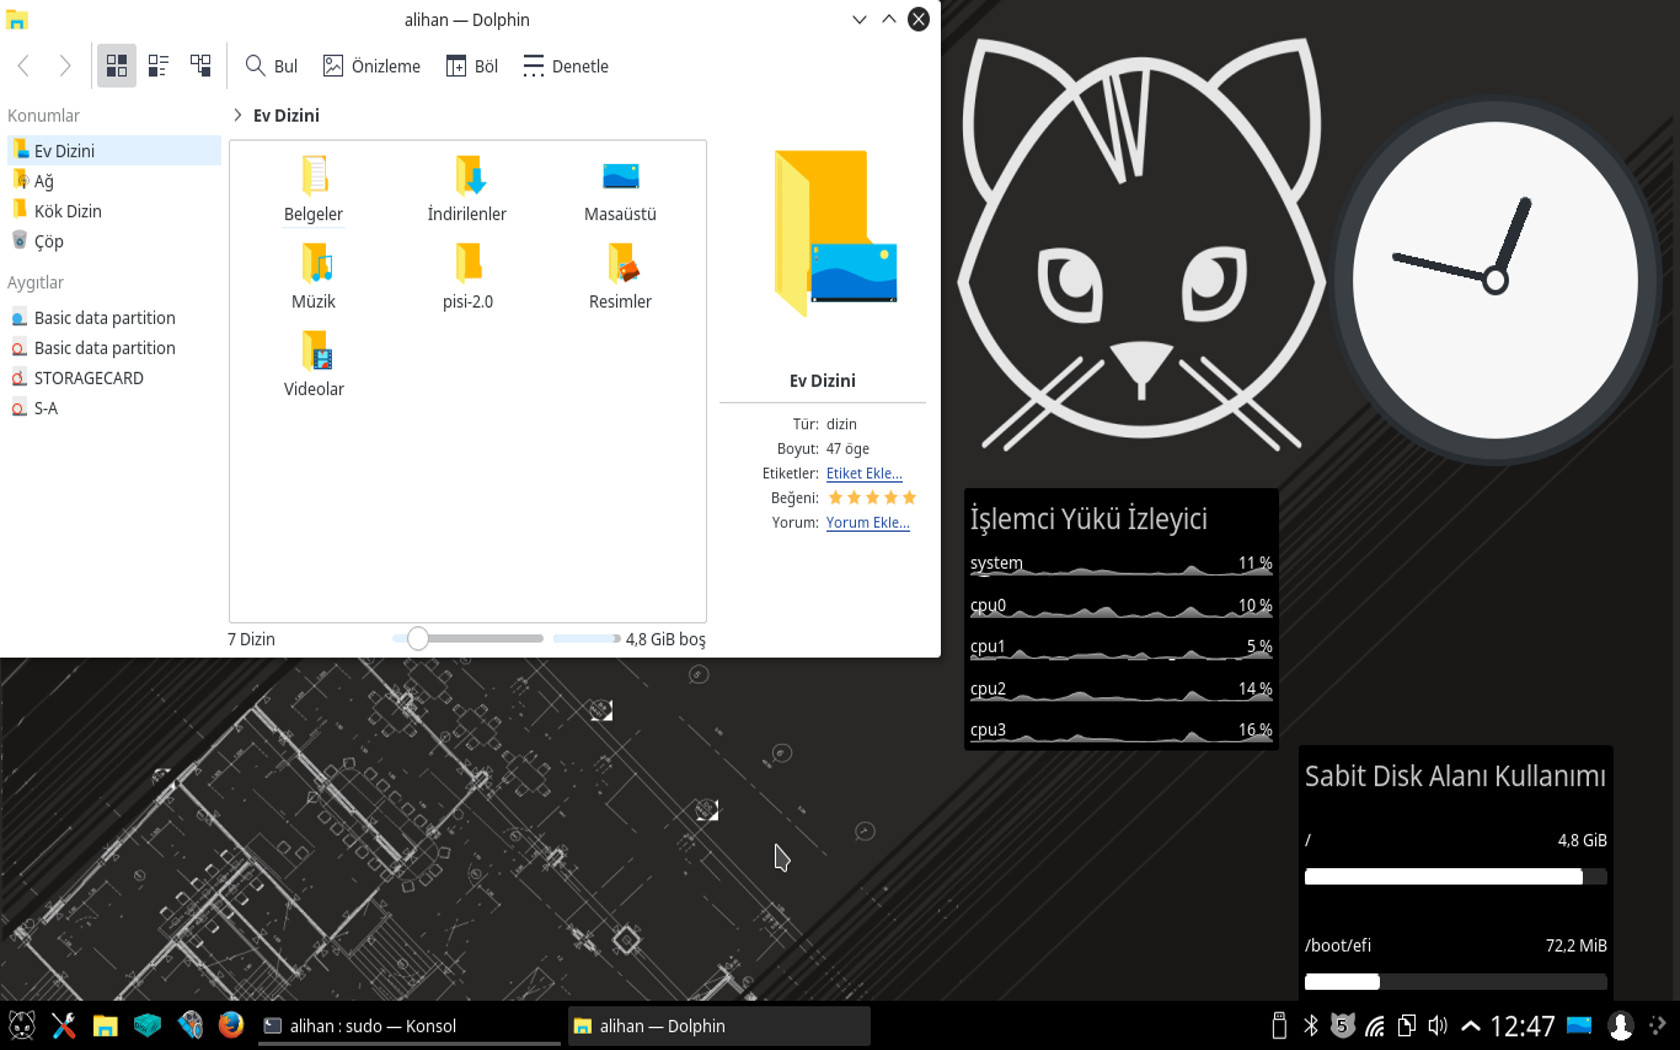 alihan — Dolphin
Bul
Önizleme
Böl
Denetle
Konumlar
Ev Dizini
Ağ
Kök Dizin
Çöp
Aygıtlar
Basic data partition
Basic data partition
STORAGECARD
S-A
Ev Dizini
Belgeler
İndirilenler
Masaüstü
Müzik
pisi-2.0
Resimler
Videolar
Ev Dizini
Tür: dizin
Boyut: 47 öge
Etiketler: Etiket Ekle...
Beğeni:
Yorum: Yorum Ekle...
7 Dizin
4,8 GiB boş
İşlemci Yükü İzleyici
system 11 %
cpu0 10 %
cpu1 5 %
cpu2 14 %
cpu3 16 %
Sabit Disk Alanı Kullanımı
/ 4,8 GiB
/boot/efi 72,2 MiB
alihan : sudo — Konsol
alihan — Dolphin
5
12:47